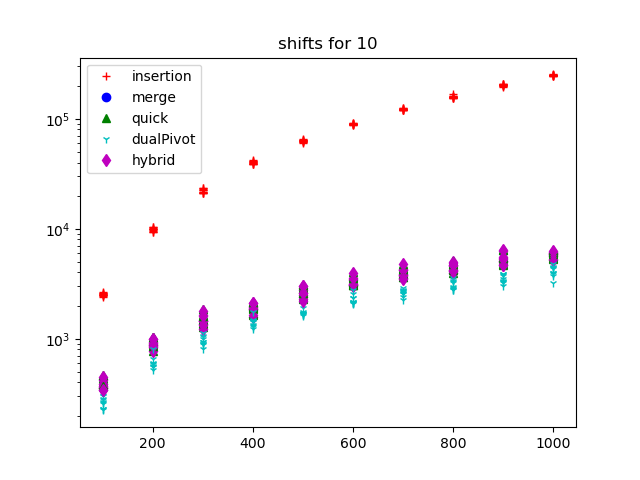 shifts for 10
10^5
10^4
10^3
insertion
merge
quick
dualPivot
hybrid
200 400 600 800 1000